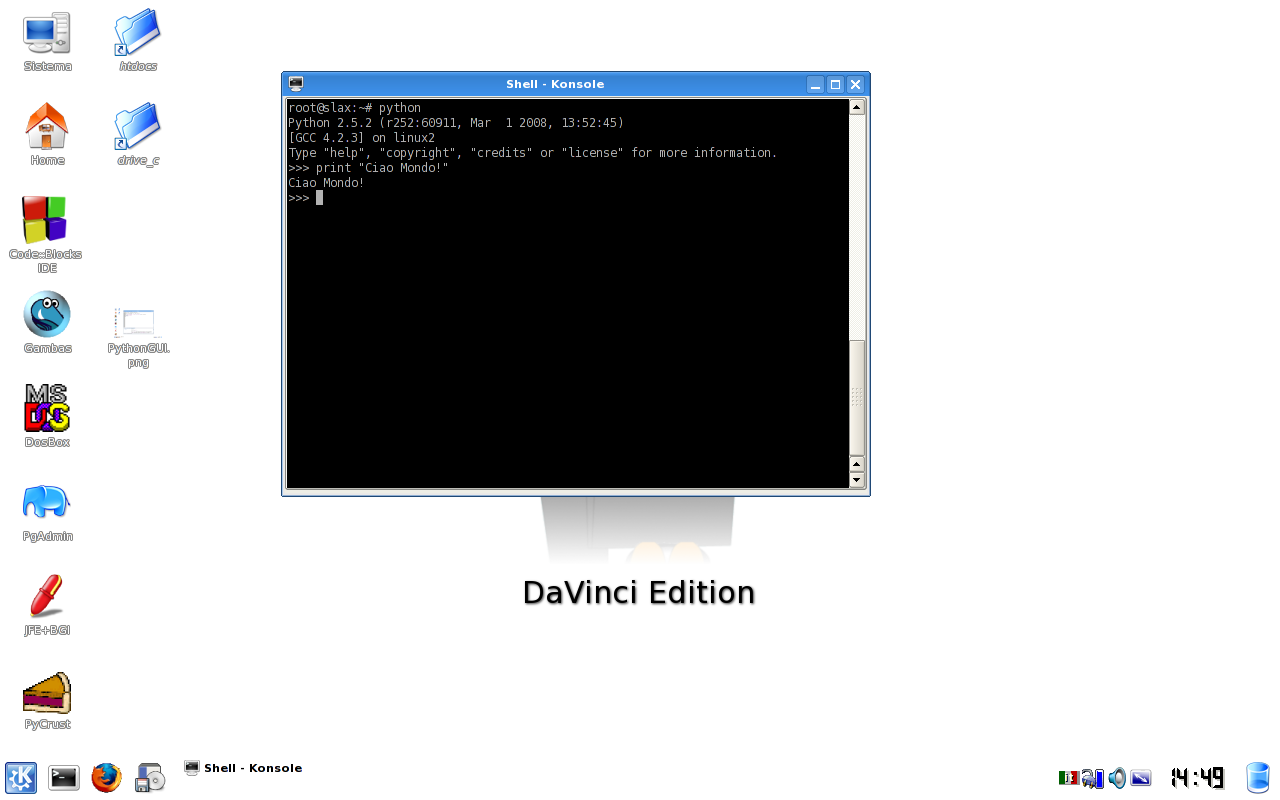 Sistema
htdocs
Home
drive_c
Code::Blocks
IDE
Gambas
PythonGUI.
png
MS
DOS
DosBox
PgAdmin
JFE+BGI
PyCrust
Shell - Konsole
root@slax:~# python
Python 2.5.2 (r252:60911, Mar  1 2008, 13:52:45)
[GCC 4.2.3] on linux2
Type "help", "copyright", "credits" or "license" for more information.
>>> print "Ciao Mondo!"
Ciao Mondo!
>>>
DaVinci Edition
Shell - Konsole
14:49